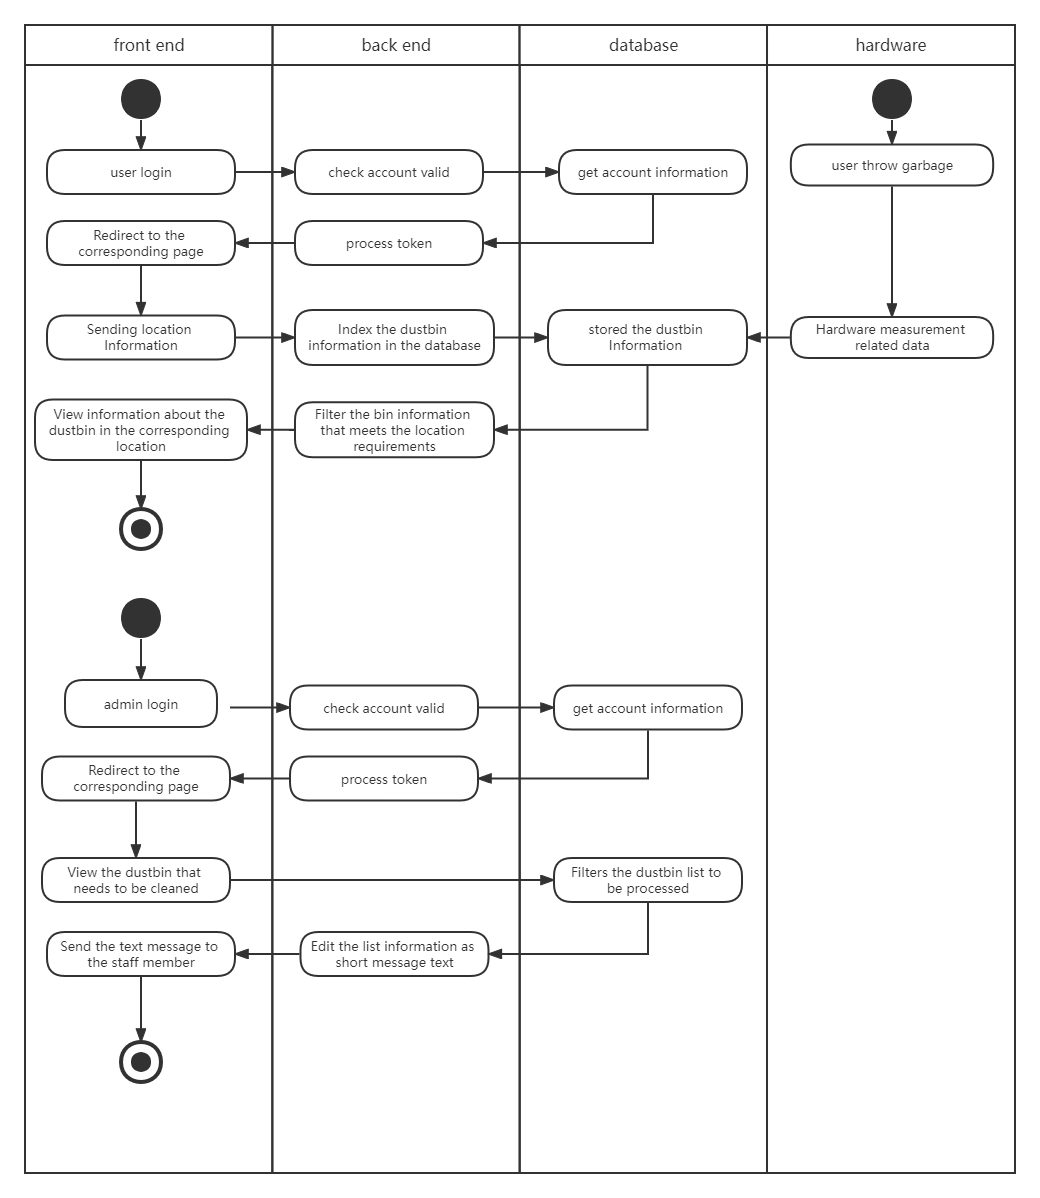 front end
back end
database
hardware
user login
check account valid
get account information
user throw garbage
Redirect to the
corresponding page
process token
Sending location
Information
Index the dustbin
information in the database
stored the dustbin
Information
Hardware measurement
related data
View information about the
dustbin in the corresponding
location
Filter the bin information
that meets the location
requirements
admin login
check account valid
get account information
Redirect to the
corresponding page
process token
View the dustbin that
needs to be cleaned
Filters the dustbin list to
be processed
Send the text message to
the staff member
Edit the list information as
short message text